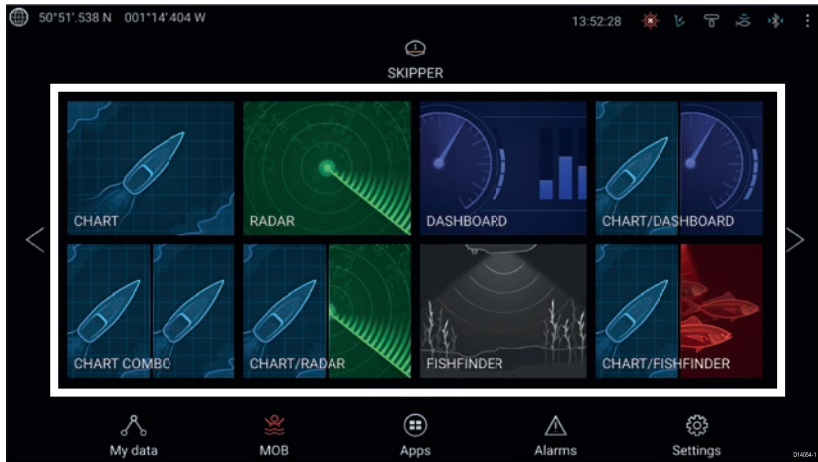 50°51'.538 N 001°14'.404 W 13:52:28
SKIPPER
CHART RADAR DASHBOARD CHART/DASHBOARD
CHART COMBO CHART/RADAR FISHFINDER CHART/FISHFINDER
My data MOB Apps Alarms Settings
D14054-1